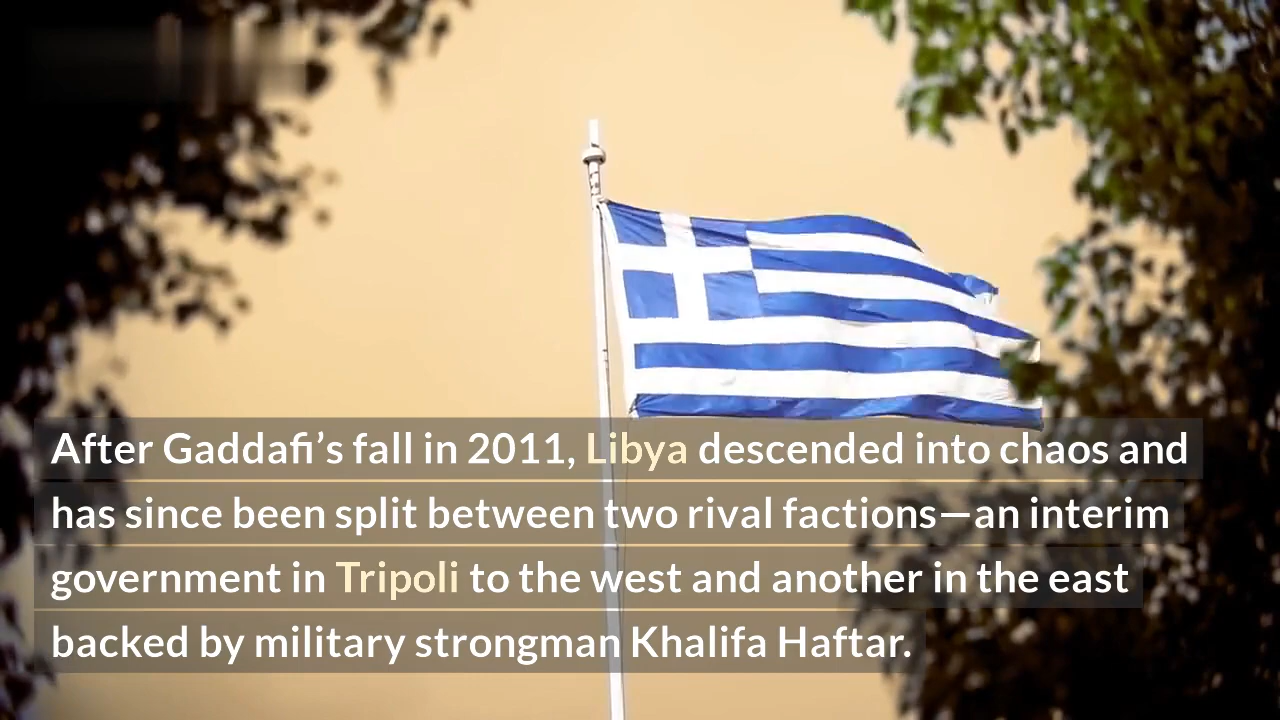 After Gaddafi’s fall in 2011, Libya descended into chaos and
has since been split between two rival factions—an interim
government in Tripoli to the west and another in the east
backed by military strongman Khalifa Haftar.